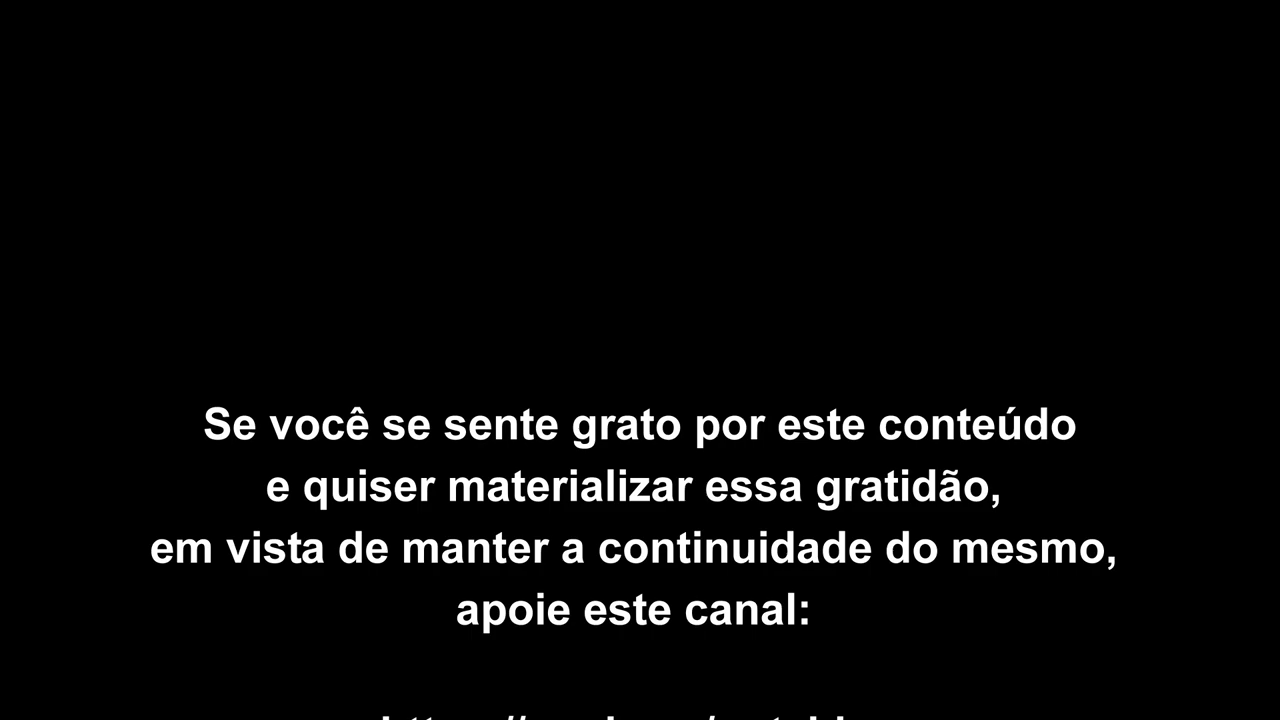 Se você se sente grato por este conteúdo
e quiser materializar essa gratidão,
em vista de manter a continuidade do mesmo,
apoie este canal: